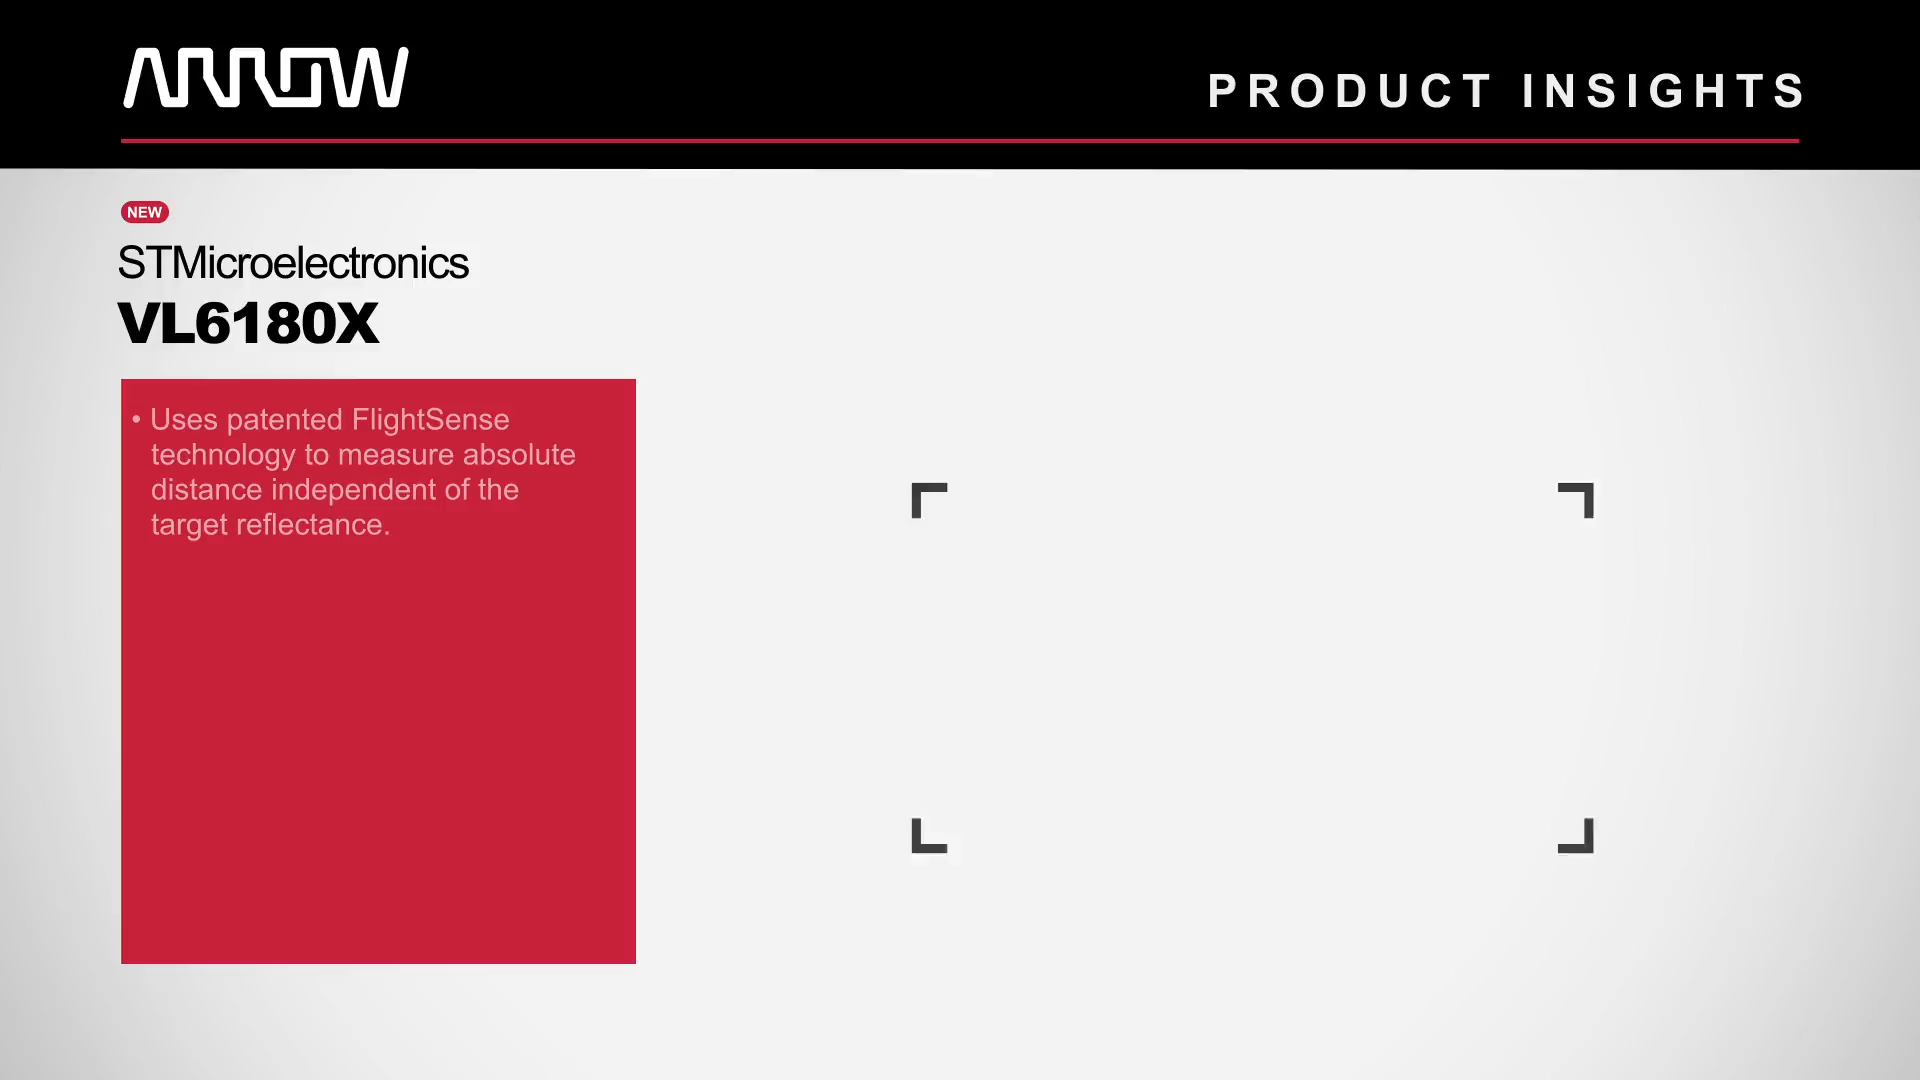 ARROW
PRODUCT INSIGHTS
NEW
STMicroelectronics
VL6180X
• Uses patented FlightSense
technology to measure absolute
distance independent of the
target reflectance.